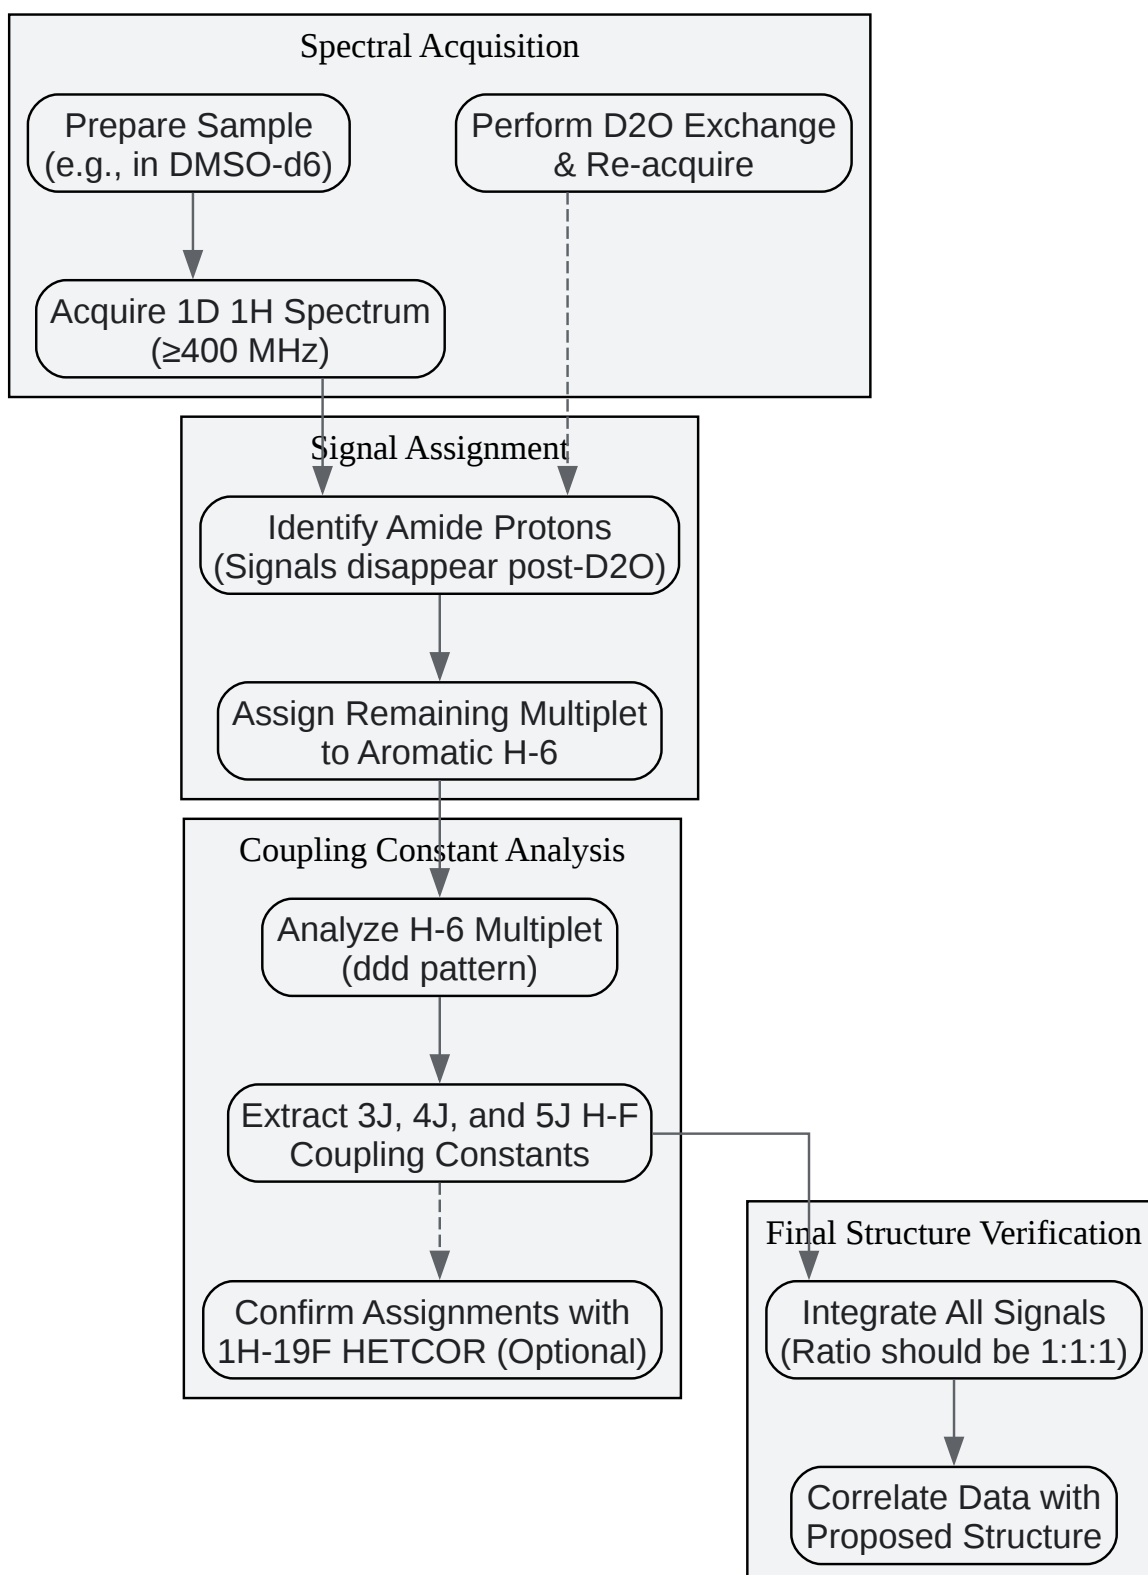 Spectral Acquisition
Prepare Sample
(e.g., in DMSO-d6)
Perform D2O Exchange
& Re-acquire
Acquire 1D 1H Spectrum
(≥400 MHz)
Signal Assignment
Identify Amide Protons
(Signals disappear post-D2O)
Assign Remaining Multiplet
to Aromatic H-6
Coupling Constant Analysis
Analyze H-6 Multiplet
(ddd pattern)
Extract 3J, 4J, and 5J H-F
Coupling Constants
Confirm Assignments with
1H-19F HETCOR (Optional)
Final Structure Verification
Integrate All Signals
(Ratio should be 1:1:1)
Correlate Data with
Proposed Structure